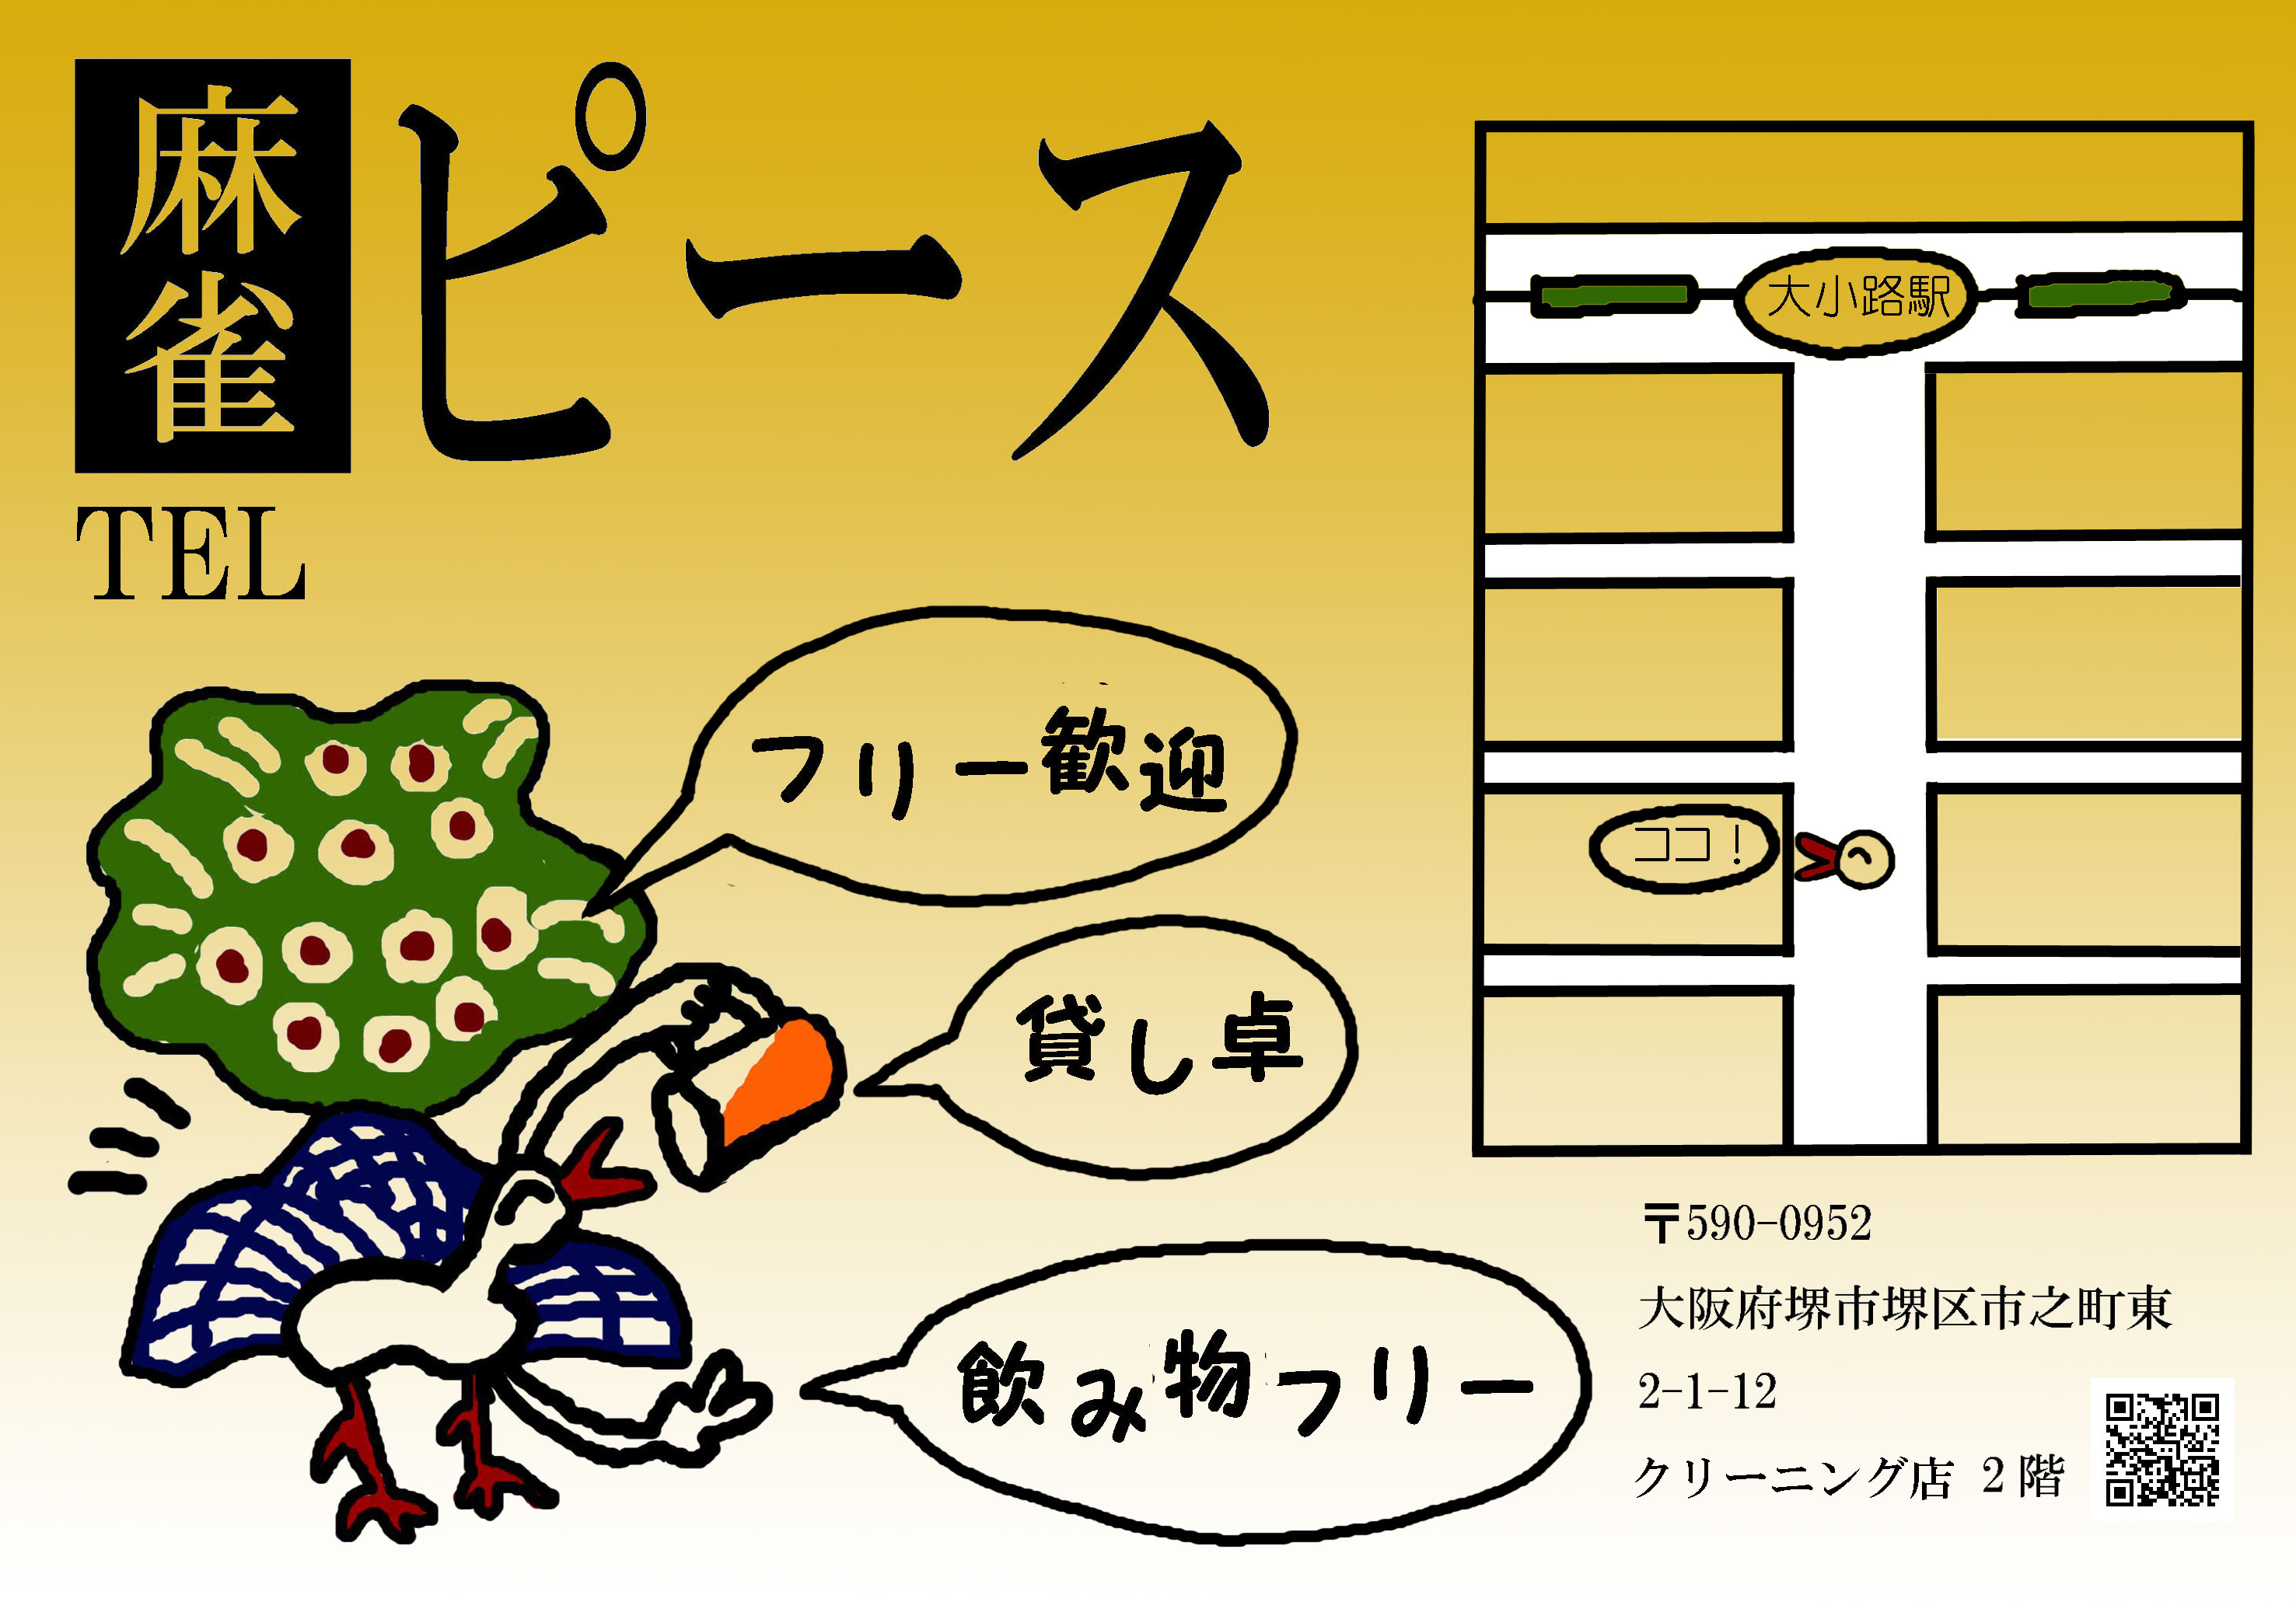 麻雀
ピース
TEL
フリー歓迎
貸し卓
飲み物フリー
大小路駅
ココ！
〒590-0952
大阪府堺市堺区市之町東
2-1-12
クリーニング店 2階